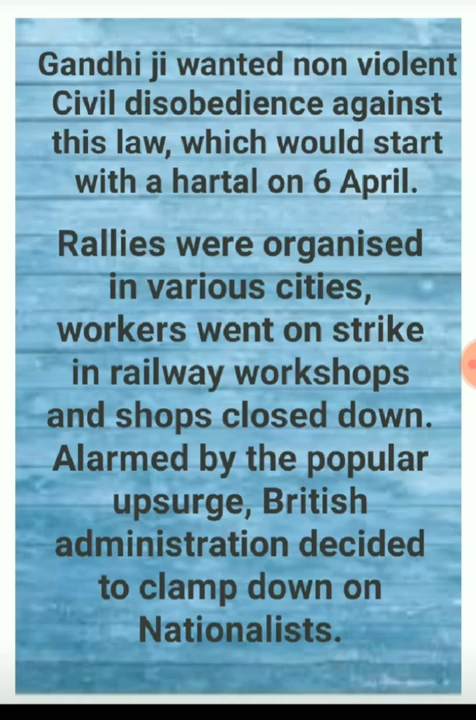 Gandhi ji wanted non violent
Civil disobedience against
this law, which would start
with a hartal on 6 April.
Rallies were organised
in various cities,
workers went on strike
in railway workshops
and shops closed down.
Alarmed by the popular
upsurge, British
administration decided
to clamp down on
Nationalists.